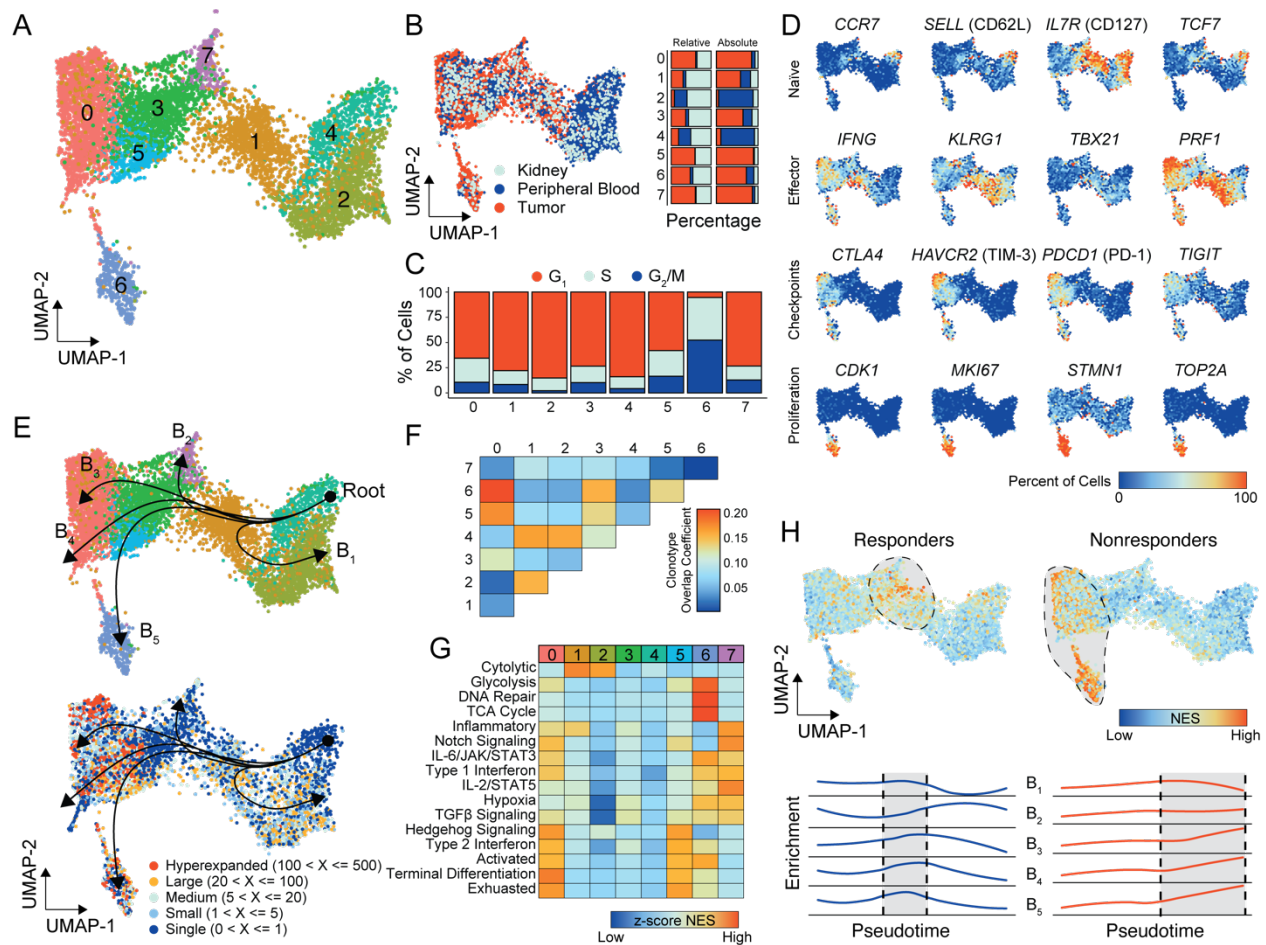 A
0
1
2
3
4
5
6
7
UMAP-2
UMAP-1
B
Kidney
Peripheral Blood
Tumor
UMAP-2
UMAP-1
Relative
Absolute
0
1
2
3
4
5
6
7
Percentage
C
G1
S
G2/M
% of Cells
100
75
50
25
0
0 1 2 3 4 5 6 7
D
CCR7
SELL (CD62L)
IL7R (CD127)
TCF7
Naive
IFNG
KLRG1
TBX21
PRF1
Effector
CTLA4
HAVCR2 (TIM-3)
PDCD1 (PD-1)
TIGIT
Checkpoints
CDK1
MKI67
STMN1
TOP2A
Proliferation
Percent of Cells
0
100
E
B2
B3
Root
B4
B1
B5
UMAP-2
UMAP-1
Hyperexpanded (100 < X <= 500)
Large (20 < X <= 100)
Medium (5 < X <= 20)
Small (1 < X <= 5)
Single (0 < X <= 1)
F
0 1 2 3 4 5 6
7
6
5
4
3
2
1
Clonotype
Overlap Coefficient
0.20
0.15
0.10
0.05
G
0 1 2 3 4 5 6 7
Cytolytic
Glycolysis
DNA Repair
TCA Cycle
Inflammatory
Notch Signaling
IL-6/JAK/STAT3
Type 1 Interferon
IL-2/STAT5
Hypoxia
TGFβ Signaling
Hedgehog Signaling
Type 2 Interferon
Activated
Terminal Differentiation
Exhuasted
z-score NES
Low
High
H
Responders
Nonresponders
UMAP-2
UMAP-1
NES
Low
High
Enrichment
B1
B2
B3
B4
B5
Pseudotime
Pseudotime